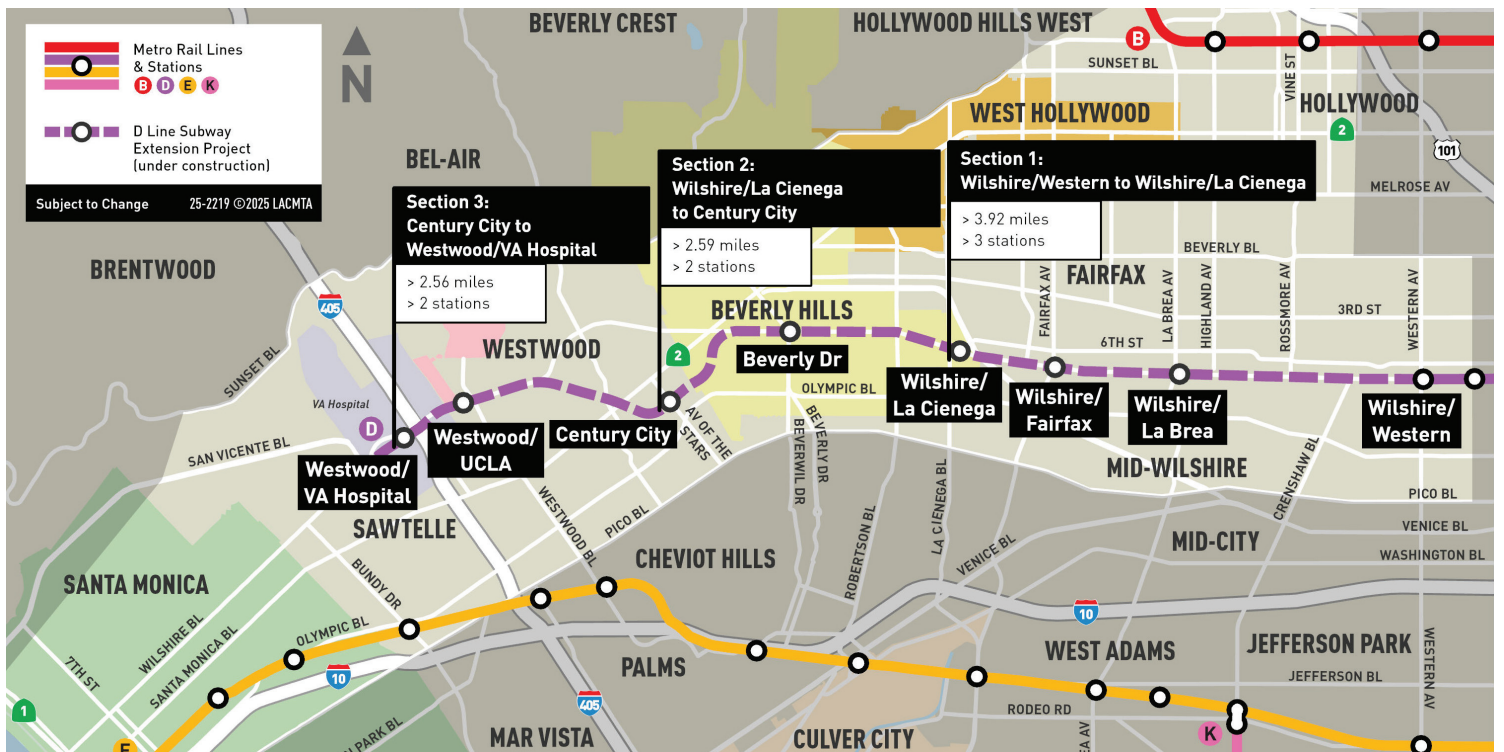 Metro Rail Lines
& Stations
B D E K
D Line Subway
Extension Project
(under construction)
Subject to Change 25-2219 ©2025 LACMTA
N
BEVERLY CREST
HOLLYWOOD HILLS WEST
B
SUNSET BL
VINE ST
HOLLYWOOD
2
101
WEST HOLLYWOOD
BEL-AIR
MELROSE AV
Section 3:
Century City to
Westwood/VA Hospital
> 2.56 miles
> 2 stations
Section 2:
Wilshire/La Cienega
to Century City
> 2.59 miles
> 2 stations
Section 1:
Wilshire/Western to Wilshire/La Cienega
> 3.92 miles
> 3 stations
BRENTWOOD
405
BEVERLY BL
FAIRFAX
FAIRFAX AV
LA BREA AV
HIGHLAND AV
ROSSMORE AV
WESTERN AV
3RD ST
6TH ST
BEVERLY HILLS
WESTWOOD
2
SUNSET BL
VA Hospital
D
Beverly Dr
OLYMPIC BL
Wilshire/
La Cienega
Wilshire/
Fairfax
Wilshire/
La Brea
Wilshire/
Western
Century City
AV OF THE
STARS
BEVERLY DR
BEVERWIL DR
Westwood/
UCLA
Westwood/
VA Hospital
SAN VICENTE BL
MID-WILSHIRE
CRENSHAW BL
PICO BL
VENICE BL
WASHINGTON BL
MID-CITY
LA CIENEGA BL
VENICE BL
ROBERTSON BL
WESTWOOD BL
PICO BL
SAWTELLE
CHEVIOT HILLS
SANTA MONICA
BUNDY DR
OLYMPIC BL
WILSHIRE BL
SANTA MONICA BL
7TH ST
10
10
405
1
E
PALMS
WEST ADAMS
JEFFERSON PARK
JEFFERSON BL
WESTERN AV
RODEO RD
K
MAR VISTA
CULVER CITY
PARK BL
EA AV